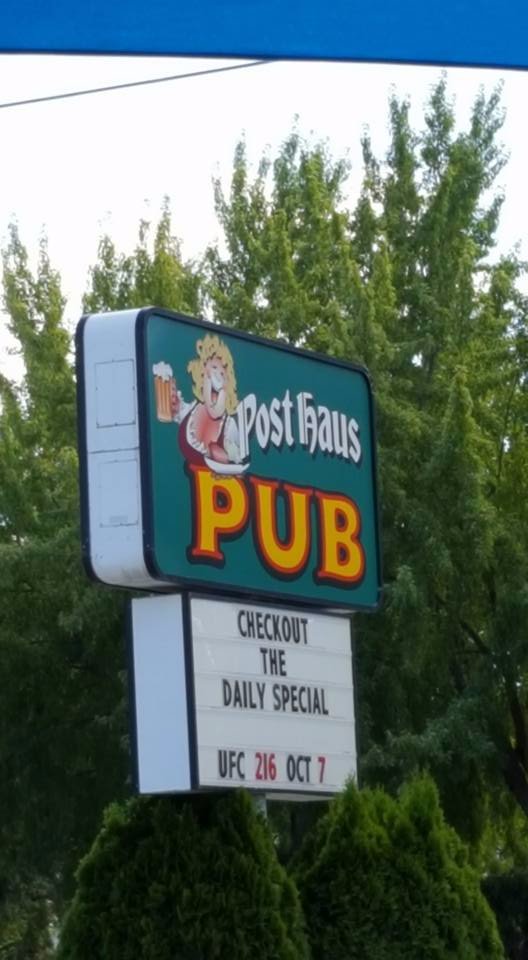 Post Haus
PUB
CHECKOUT
THE
DAILY SPECIAL
UFC 216 OCT 7